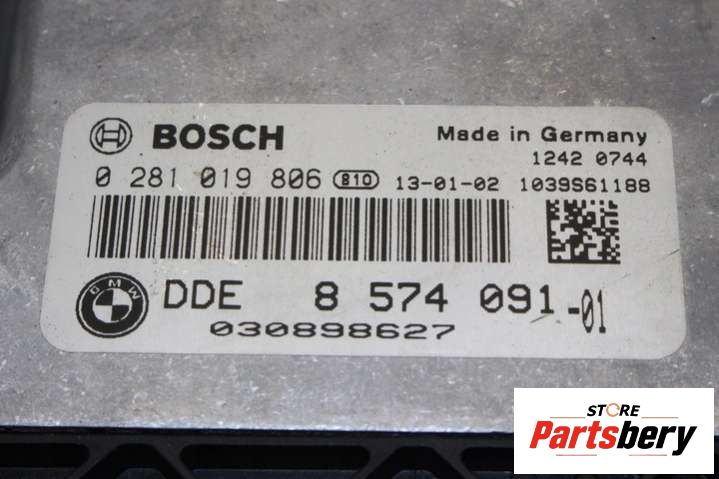 BOSCH Made in Germany
1242 0744
0 281 019 806 810 13-01-02 1039S61188
BMW DDE 8 574 091-01
030898627
STORE
Partsbery